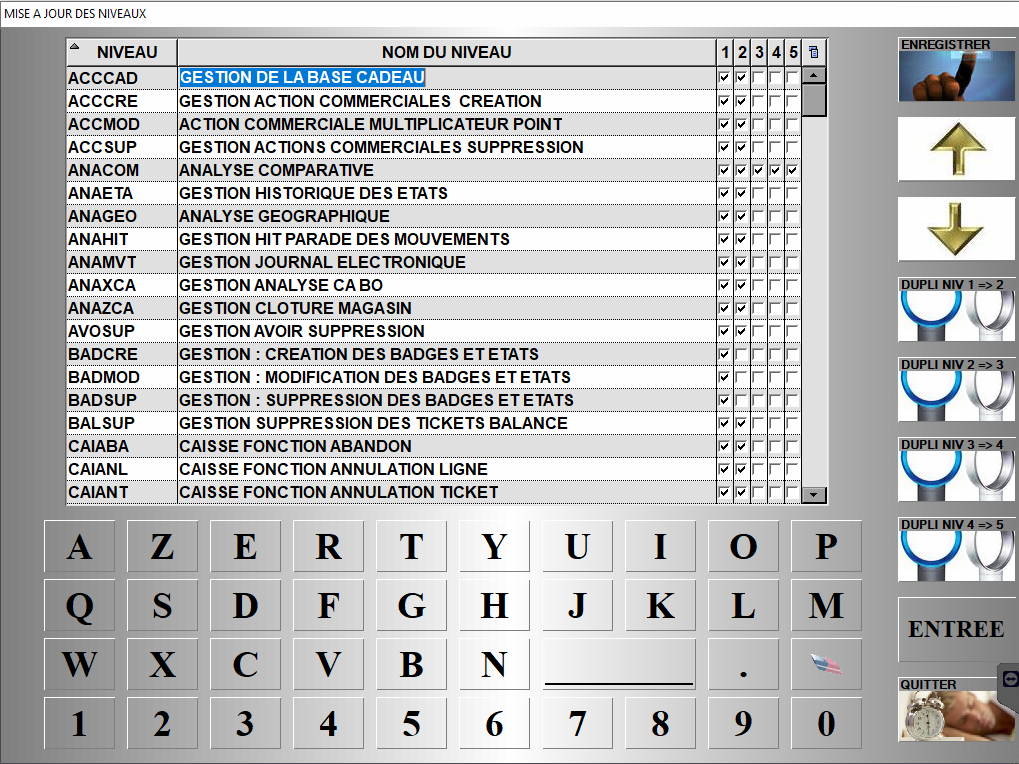 MISE A JOUR DES NIVEAUX
NIVEAU NOM DU NIVEAU 1 2 3 4 5
ACCCAD GESTION DE LA BASE CADEAU
ACCCRE GESTION ACTION COMMERCIALES CREATION
ACCMOD ACTION COMMERCIALE MULTIPLICATEUR POINT
ACCSUP GESTION ACTIONS COMMERCIALES SUPPRESSION
ANACOM ANALYSE COMPARATIVE
ANAETA GESTION HISTORIQUE DES ETATS
ANAGEO ANALYSE GEOGRAPHIQUE
ANAHIT GESTION HIT PARADE DES MOUVEMENTS
ANAMVT GESTION JOURNAL ELECTRONIQUE
ANAXCA GESTION ANALYSE CA BO
ANAZCA GESTION CLOTURE MAGASIN
AVOSUP GESTION AVOIR SUPPRESSION
BADCRE GESTION : CREATION DES BADGES ET ETATS
BADMOD GESTION : MODIFICATION DES BADGES ET ETATS
BADSUP GESTION : SUPPRESSION DES BADGES ET ETATS
BALSUP GESTION SUPPRESSION DES TICKETS BALANCE
CAIABA CAISSE FONCTION ABANDON
CAIANL CAISSE FONCTION ANNULATION LIGNE
CAIANT CAISSE FONCTION ANNULATION TICKET
ENREGISTRER
DUPLI NIV 1 => 2
DUPLI NIV 2 => 3
DUPLI NIV 3 => 4
DUPLI NIV 4 => 5
ENTREE
QUITTER
A Z E R T Y U I O P
Q S D F G H J K L M
W X C V B N .
1 2 3 4 5 6 7 8 9 0